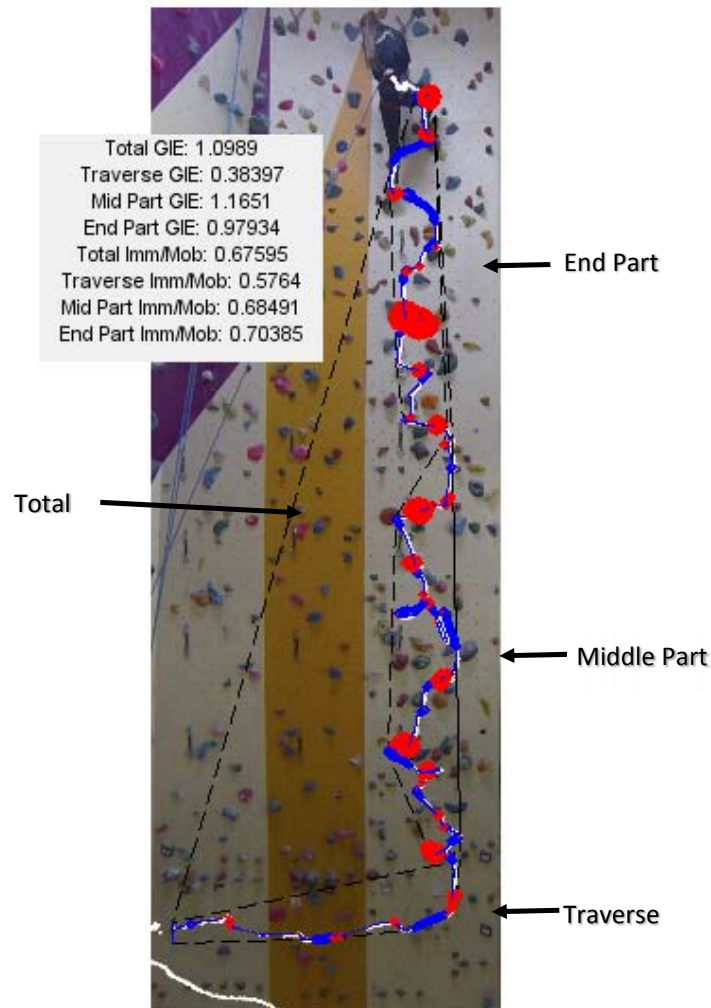 Total GIE: 1.0989
Traverse GIE: 0.38397
Mid Part GIE: 1.1651
End Part GIE: 0.97934
Total Imm/Mob: 0.67595
Traverse Imm/Mob: 0.5764
Mid Part Imm/Mob: 0.68491
End Part Imm/Mob: 0.70385
End Part
Total
Middle Part
Traverse